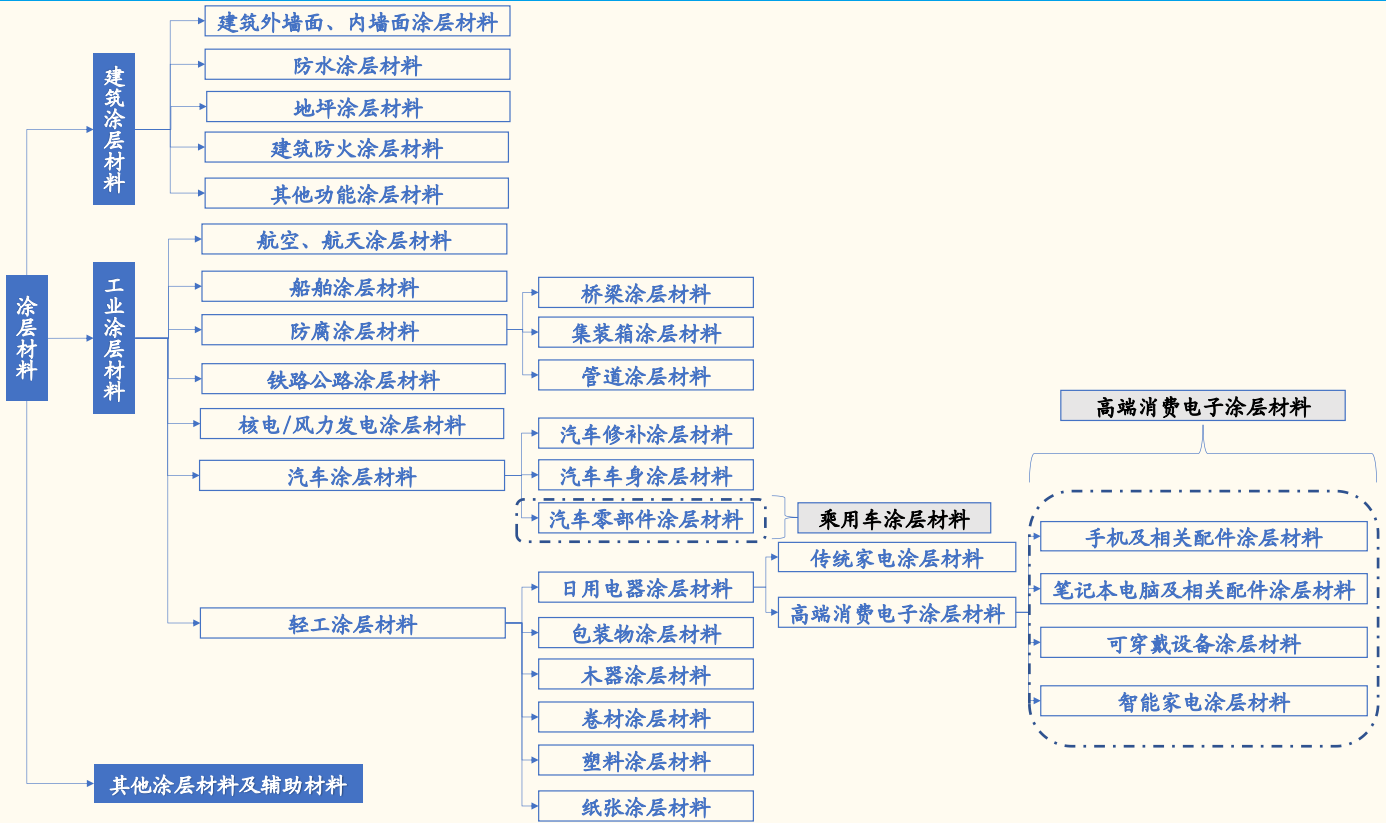 涂层材料
建筑涂层材料
建筑外墙面、内墙面涂层材料
防水涂层材料
地坪涂层材料
建筑防火涂层材料
其他功能涂层材料
工业涂层材料
航空、航天涂层材料
船舶涂层材料
防腐涂层材料
桥梁涂层材料
集装箱涂层材料
管道涂层材料
铁路公路涂层材料
核电/风力发电涂层材料
汽车涂层材料
汽车修补涂层材料
汽车车身涂层材料
汽车零部件涂层材料
乘用车涂层材料
轻工涂层材料
日用电器涂层材料
传统家电涂层材料
高端消费电子涂层材料
高端消费电子涂层材料
手机及相关配件涂层材料
笔记本电脑及相关配件涂层材料
可穿戴设备涂层材料
智能家电涂层材料
包装物涂层材料
木器涂层材料
卷材涂层材料
塑料涂层材料
纸张涂层材料
其他涂层材料及辅助材料